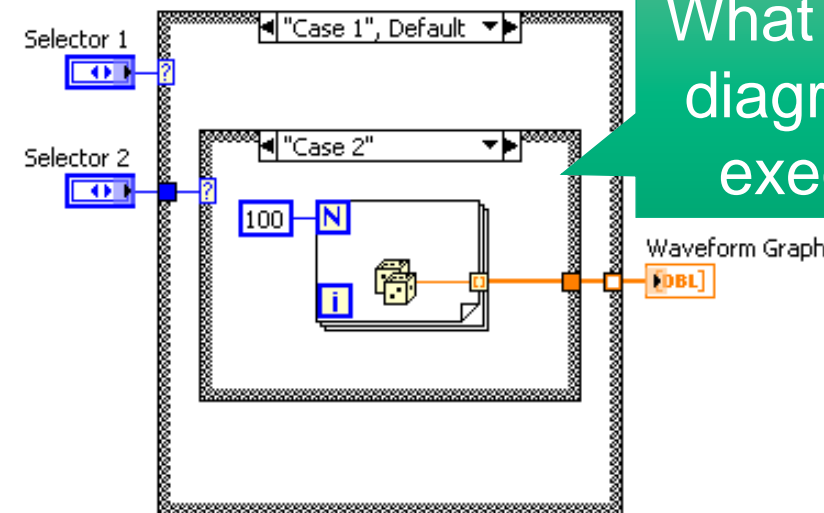 What
diagr
exe
Selector 1
"Case 1", Default
?
Selector 2
"Case 2"
?
100
N
i
Waveform Graph
[DBL]